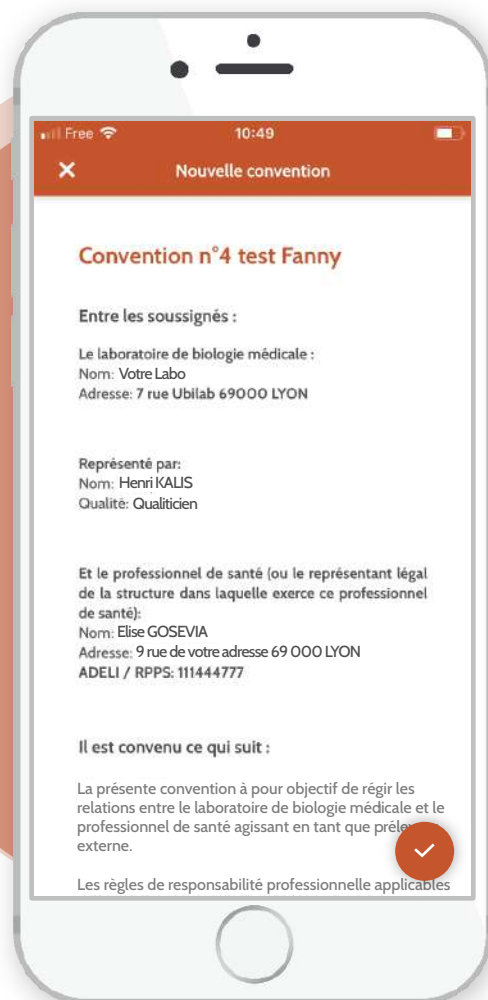 Free 10:49
Nouvelle convention
Convention n°4 test Fanny
Entre les soussignés :
Le laboratoire de biologie médicale :
Nom: Votre Labo
Adresse: 7 rue Ubilab 69000 LYON
Représenté par:
Nom: Henri KALIS
Qualité: Qualiticien
Et le professionnel de santé (ou le représentant légal
de la structure dans laquelle exerce ce professionnel
de santé):
Nom: Elise GOSEVIA
Adresse: 9 rue de votre adresse 69 000 LYON
ADELI / RPPS: 111444777
Il est convenu ce qui suit :
La présente convention à pour objectif de régir les
relations entre le laboratoire de biologie médicale et le
professionnel de santé agissant en tant que
externe.
Les règles de responsabilité professionnelle applicables